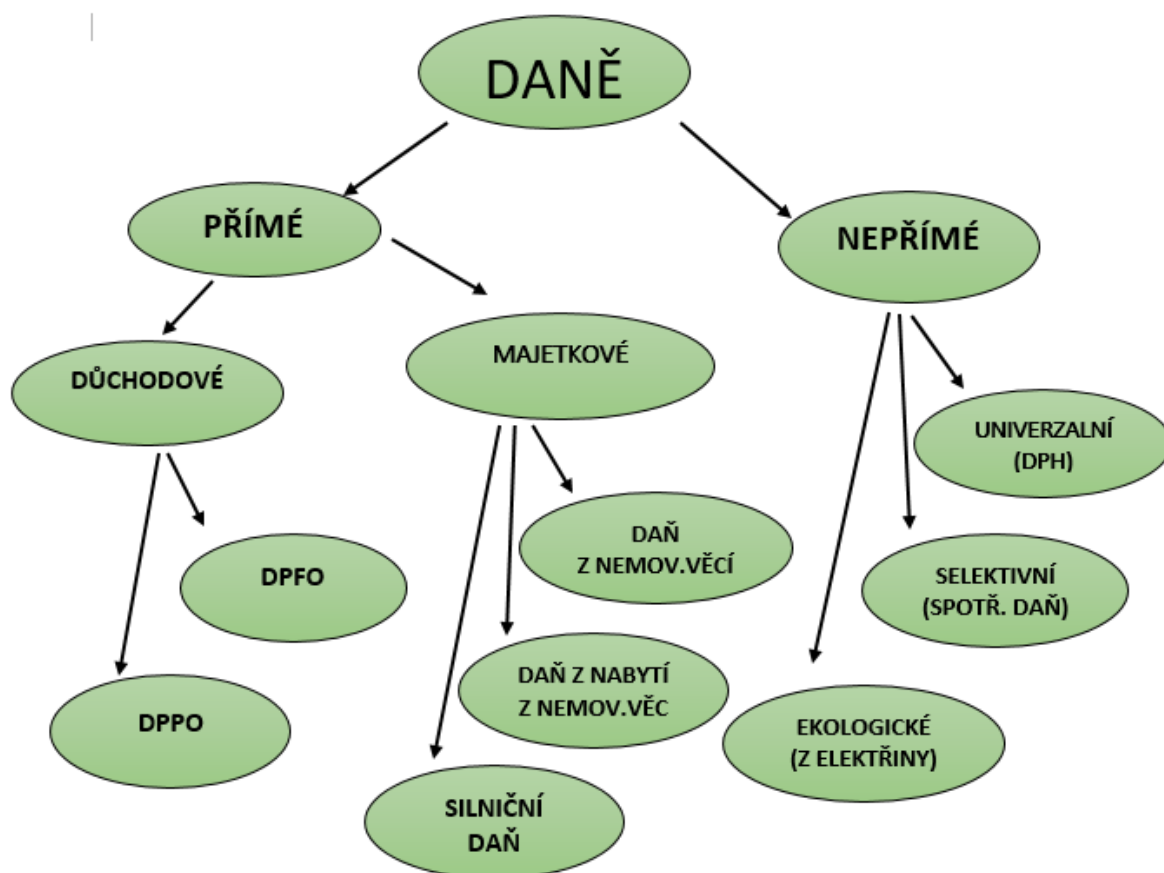 DANĚ
PŘÍMÉ
NEPŘÍMÉ
DŮCHODOVÉ
MAJETKOVÉ
UNIVERZALNÍ
(DPH)
DAŇ
Z NEMOV.VĚCÍ
DPFO
SELEKTIVNÍ
(SPOTŘ. DAŇ)
DAŇ Z NABYTÍ
Z NEMOV.VĚC
DPPO
EKOLOGICKÉ
(Z ELEKTŘINY)
SILNIČNÍ
DAŇ